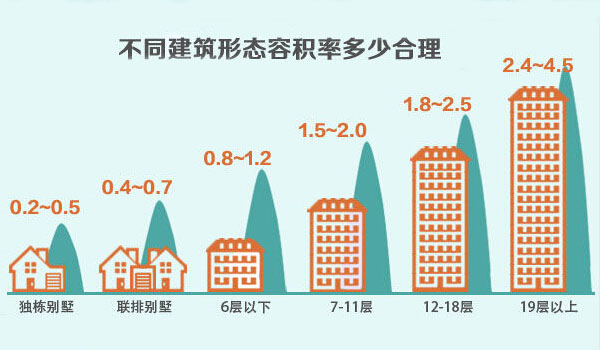 不同建筑形态容积率多少合理
2.4~4.5
1.8~2.5
1.5~2.0
0.8~1.2
0.4~0.7
0.2~0.5
独栋别墅
联排别墅
6层以下
7-11层
12-18层
19层以上